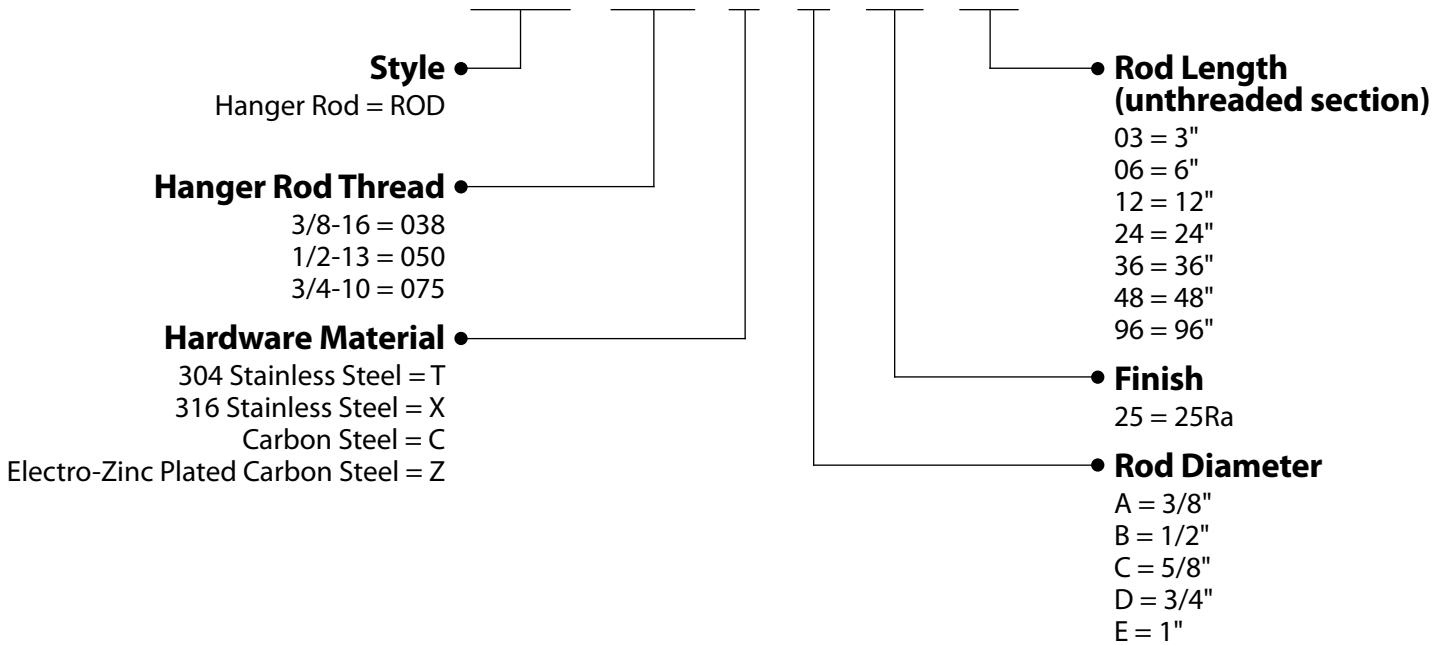 Style
Hanger Rod = ROD
Hanger Rod Thread
3/8-16 = 038
1/2-13 = 050
3/4-10 = 075
Hardware Material
304 Stainless Steel = T
316 Stainless Steel = X
Carbon Steel = C
Electro-Zinc Plated Carbon Steel = Z
Rod Length
(unthreaded section)
03 = 3"
06 = 6"
12 = 12"
24 = 24"
36 = 36"
48 = 48"
96 = 96"
Finish
25 = 25Ra
Rod Diameter
A = 3/8"
B = 1/2"
C = 5/8"
D = 3/4"
E = 1"